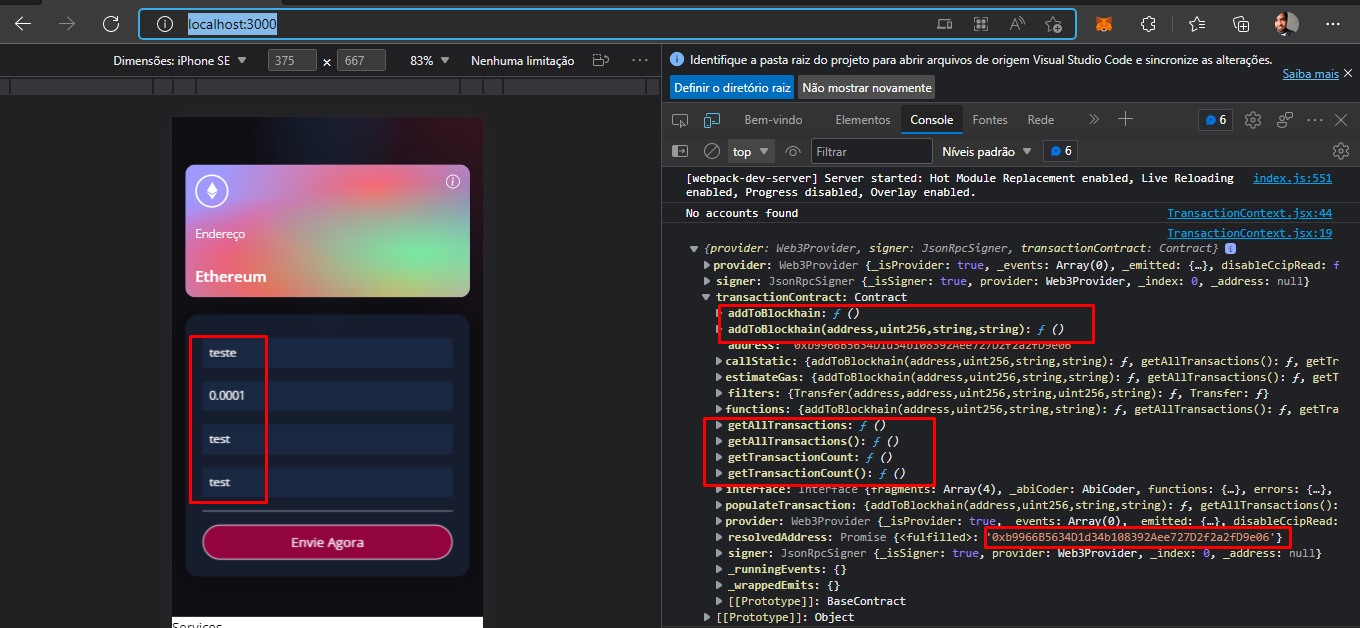 localhost:3000
Dimensões: iPhone SE ▼ 375 × 667 83% ▼ Nenhuma limitação
Endereço
Ethereum
teste
0.0001
test
test
Envie Agora
Serviços
Identifique a pasta raiz do projeto para abrir arquivos de origem Visual Studio Code e sincronize as alterações.
Saiba mais
Definir o diretório raiz Não mostrar novamente
Bem-vindo Elementos Console Fontes Rede 6
top ▼ Filtrar Níveis padrão ▼ 6
[webpack-dev-server] Server started: Hot Module Replacement enabled, Live Reloading index.js:551
enabled, Progress disabled, Overlay enabled.
No accounts found TransactionContext.jsx:44
TransactionContext.jsx:19
▼ {provider: Web3Provider, signer: JsonRpcSigner, transactionContract: Contract} i
▶ provider: Web3Provider {_isProvider: true, _events: Array(0), _emitted: {…}, disableCcipRead: f
▶ signer: JsonRpcSigner {_isSigner: true, provider: Web3Provider, _index: 0, _address: null}
▼ transactionContract: Contract
▶ addToBlockhain: ƒ ()
▶ addToBlockhain(address,uint256,string,string): ƒ ()
address: '0xb9966B5634D1d34b108392Aee727D2f2a2fD9e06'
▶ callStatic: {addToBlockhain(address,uint256,string,string): ƒ, getAllTransactions(): ƒ, getTr
▶ estimateGas: {addToBlockhain(address,uint256,string,string): ƒ, getAllTransactions(): ƒ, getT
▶ filters: {Transfer(address,address,uint256,string,uint256,string): ƒ, Transfer: ƒ}
▶ functions: {addToBlockhain(address,uint256,string,string): ƒ, getAllTransactions(): ƒ, getTra
▶ getAllTransactions: ƒ ()
▶ getAllTransactions(): ƒ ()
▶ getTransactionCount: ƒ ()
▶ getTransactionCount(): ƒ ()
▶ interface: Interface {fragments: Array(4), _abiCoder: AbiCoder, functions: {…}, errors: {…},
▶ populateTransaction: {addToBlockhain(address,uint256,string,string): ƒ, getAllTransactions():
▶ provider: Web3Provider {_isProvider: true, _events: Array(0), _emitted: {…}, disableCcipRead:
▶ resolvedAddress: Promise {<fulfilled>: '0xb9966B5634D1d34b108392Aee727D2f2a2fD9e06'}
▶ signer: JsonRpcSigner {_isSigner: true, provider: Web3Provider, _index: 0, _address: null}
▶ _runningEvents: {}
▶ _wrappedEmits: {}
▶ [[Prototype]]: BaseContract
▶ [[Prototype]]: Object